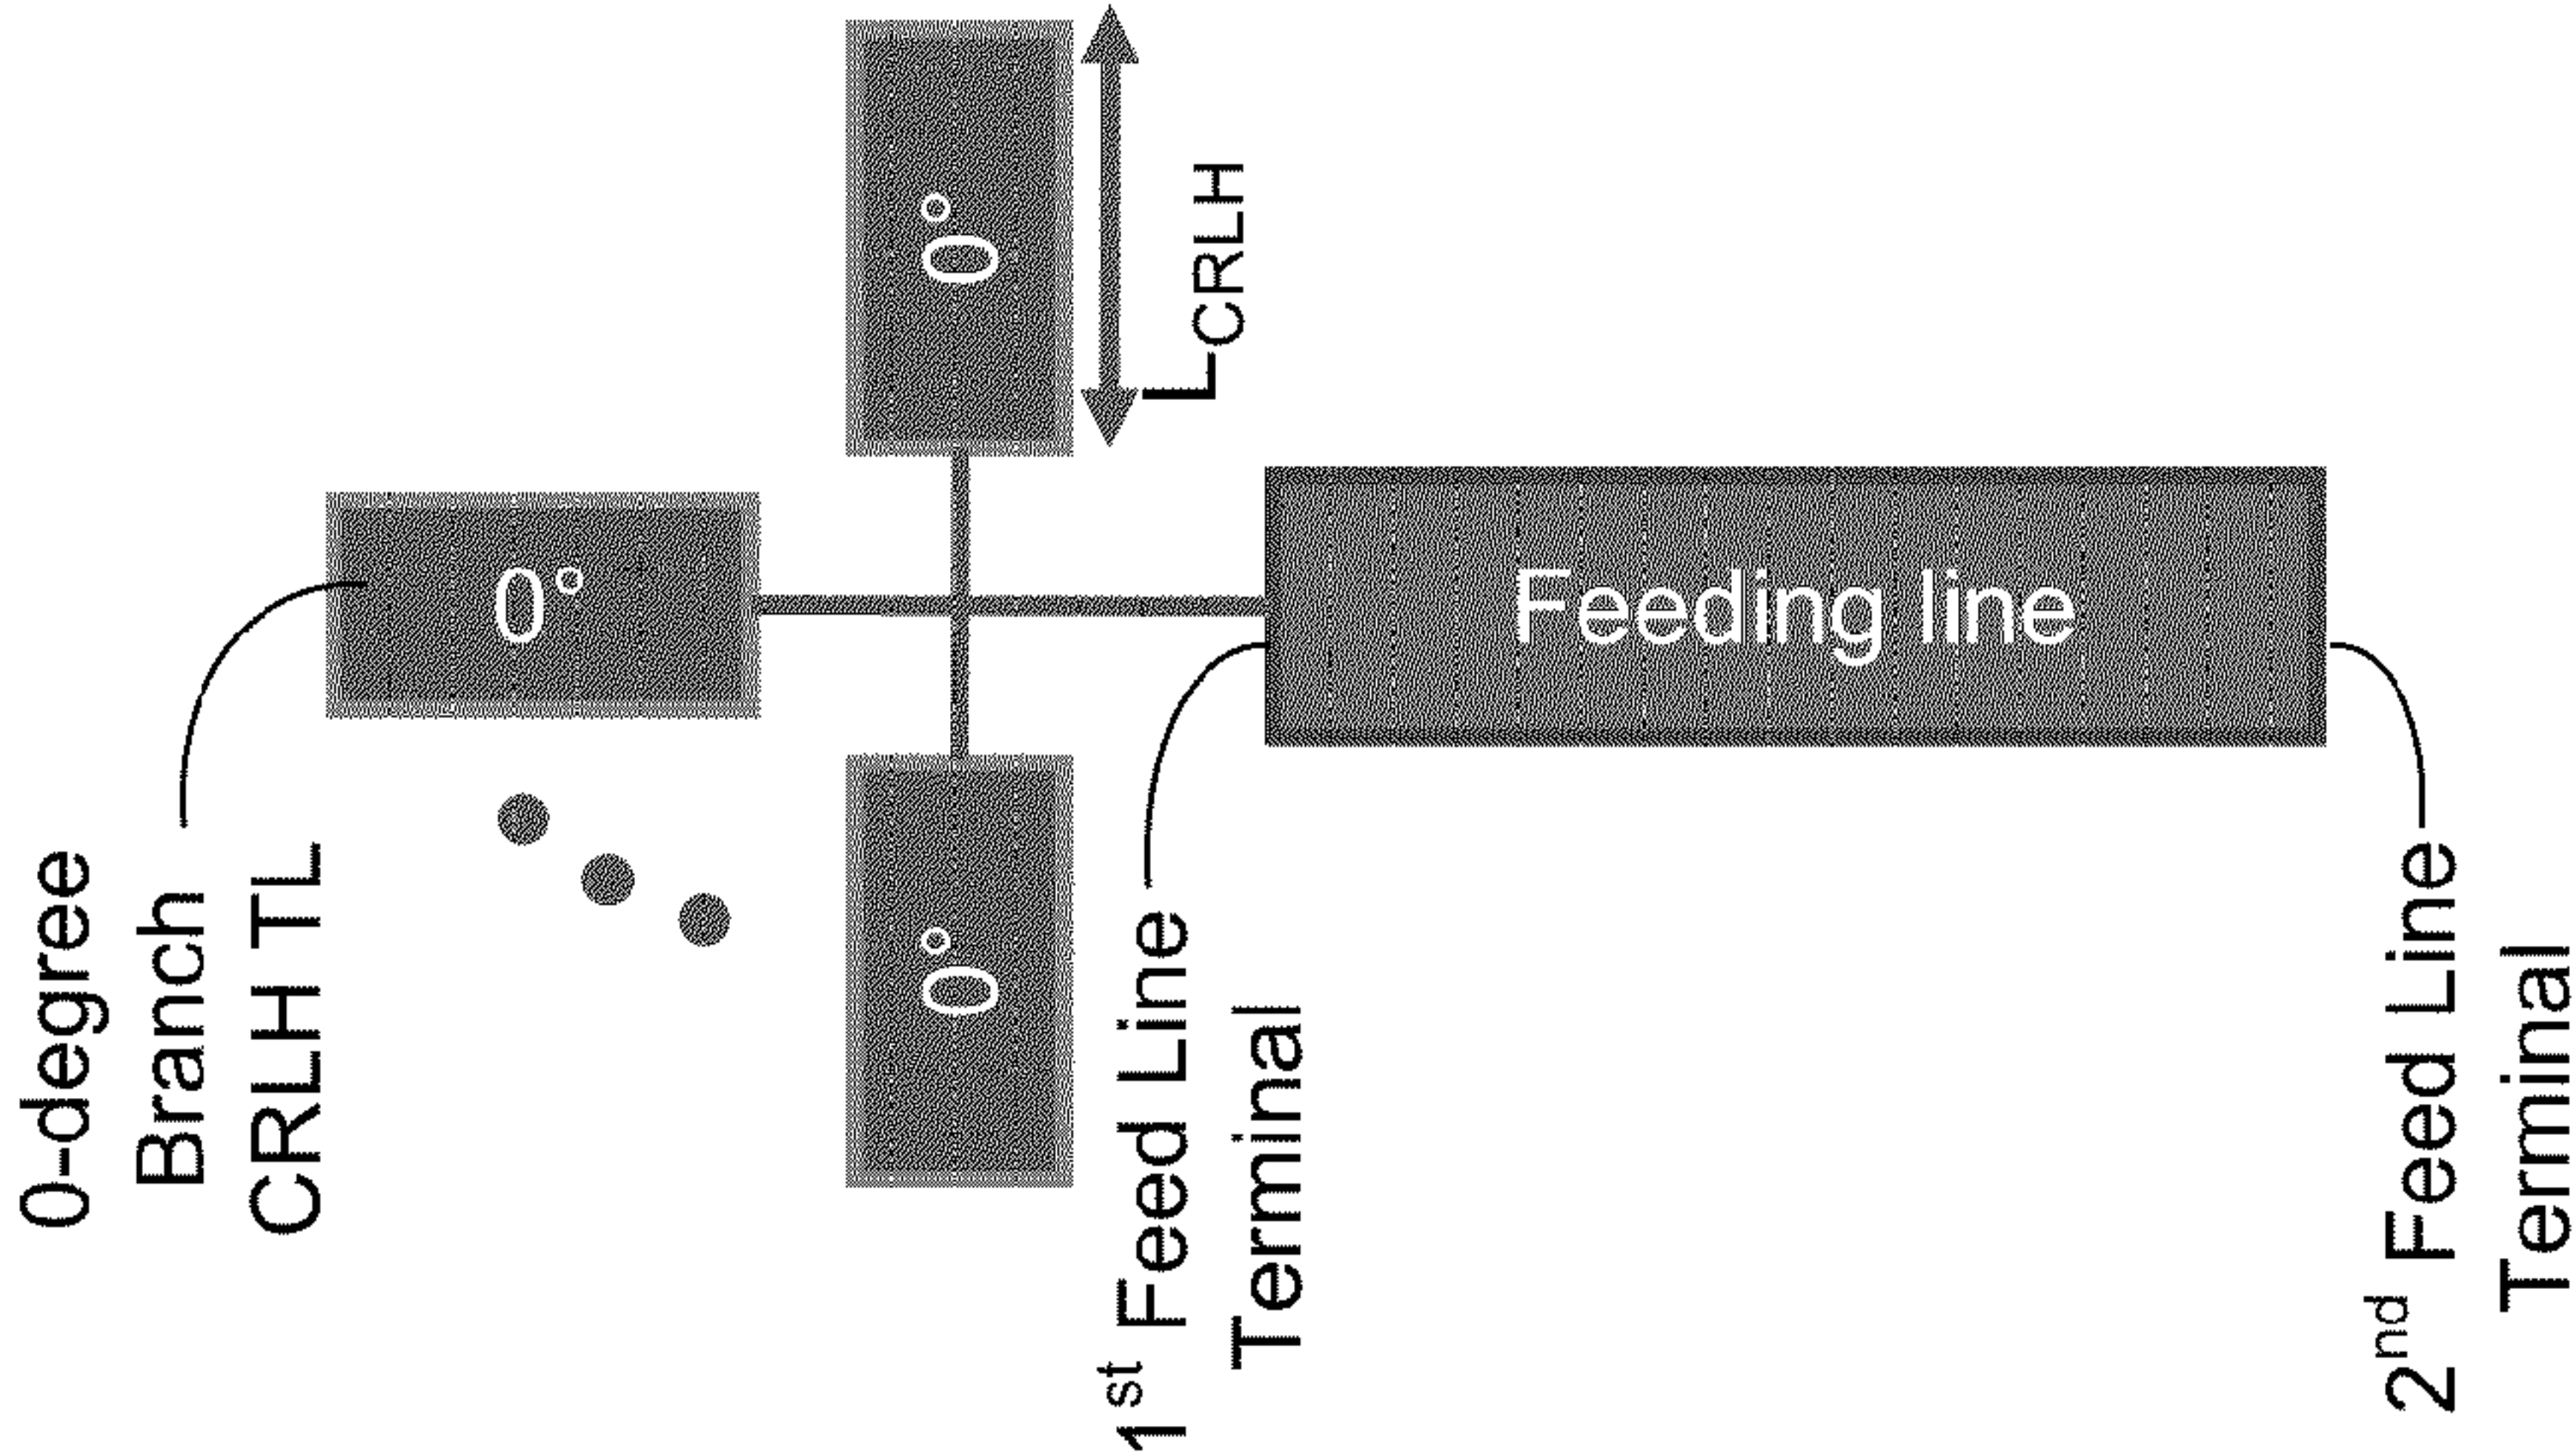 0-degree
Branch
CRLH TL
0°
0°
0°
L_CRLH
Feeding line
1st Feed Line
Terminal
2nd Feed Line
Terminal